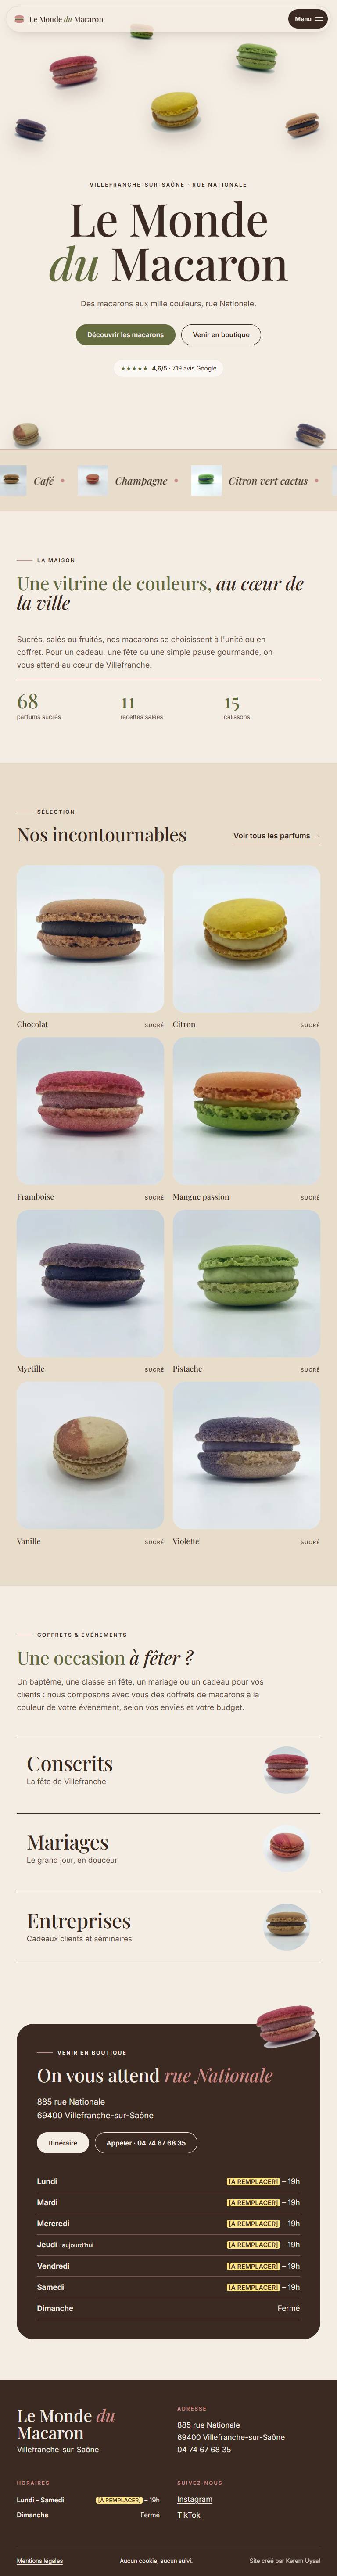 Le Monde du Macaron
Menu
VILLEFRANCHE-SUR-SAÔNE · RUE NATIONALE
Le Monde
du Macaron
Des macarons aux mille couleurs, rue Nationale.
Découvrir les macarons
Venir en boutique
★★★★★ 4,6/5 · 719 avis Google
Café
Champagne
Citron vert cactus
LA MAISON
Une vitrine de couleurs, au cœur de
la ville
Sucrés, salés ou fruités, nos macarons se choisissent à l'unité ou en
coffret. Pour un cadeau, une fête ou une simple pause gourmande, on
vous attend au cœur de Villefranche.
68
parfums sucrés
11
recettes salées
15
calissons
SÉLECTION
Nos incontournables
Voir tous les parfums →
Chocolat
SUCRÉ
Citron
SUCRÉ
Framboise
SUCRÉ
Mangue passion
SUCRÉ
Myrtille
SUCRÉ
Pistache
SUCRÉ
Vanille
SUCRÉ
Violette
SUCRÉ
COFFRETS & ÉVÉNEMENTS
Une occasion à fêter ?
Un baptême, une classe en fête, un mariage ou un cadeau pour vos
clients : nous composons avec vous des coffrets de macarons à la
couleur de votre événement, selon vos envies et votre budget.
Conscrits
La fête de Villefranche
Mariages
Le grand jour, en douceur
Entreprises
Cadeaux clients et séminaires
VENIR EN BOUTIQUE
On vous attend rue Nationale
885 rue Nationale
69400 Villefranche-sur-Saône
Itinéraire
Appeler · 04 74 67 68 35
Lundi
[À REMPLACER] – 19h
Mardi
[À REMPLACER] – 19h
Mercredi
[À REMPLACER] – 19h
Jeudi · aujourd'hui
[À REMPLACER] – 19h
Vendredi
[À REMPLACER] – 19h
Samedi
[À REMPLACER] – 19h
Dimanche
Fermé
Le Monde du
Macaron
Villefranche-sur-Saône
ADRESSE
885 rue Nationale
69400 Villefranche-sur-Saône
04 74 67 68 35
HORAIRES
Lundi – Samedi
[À REMPLACER] – 19h
Dimanche
Fermé
SUIVEZ-NOUS
Instagram
TikTok
Mentions légales
Aucun cookie, aucun suivi.
Site créé par Kerem Uysal